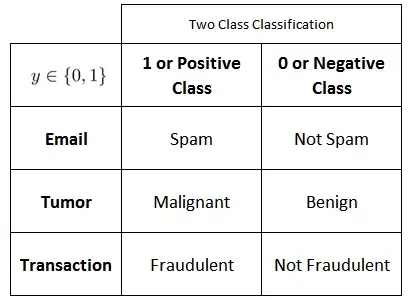 Two Class Classification
y ∈ {0, 1}
1 or Positive
Class
0 or Negative
Class
Email
Spam
Not Spam
Tumor
Malignant
Benign
Transaction
Fraudulent
Not Fraudulent